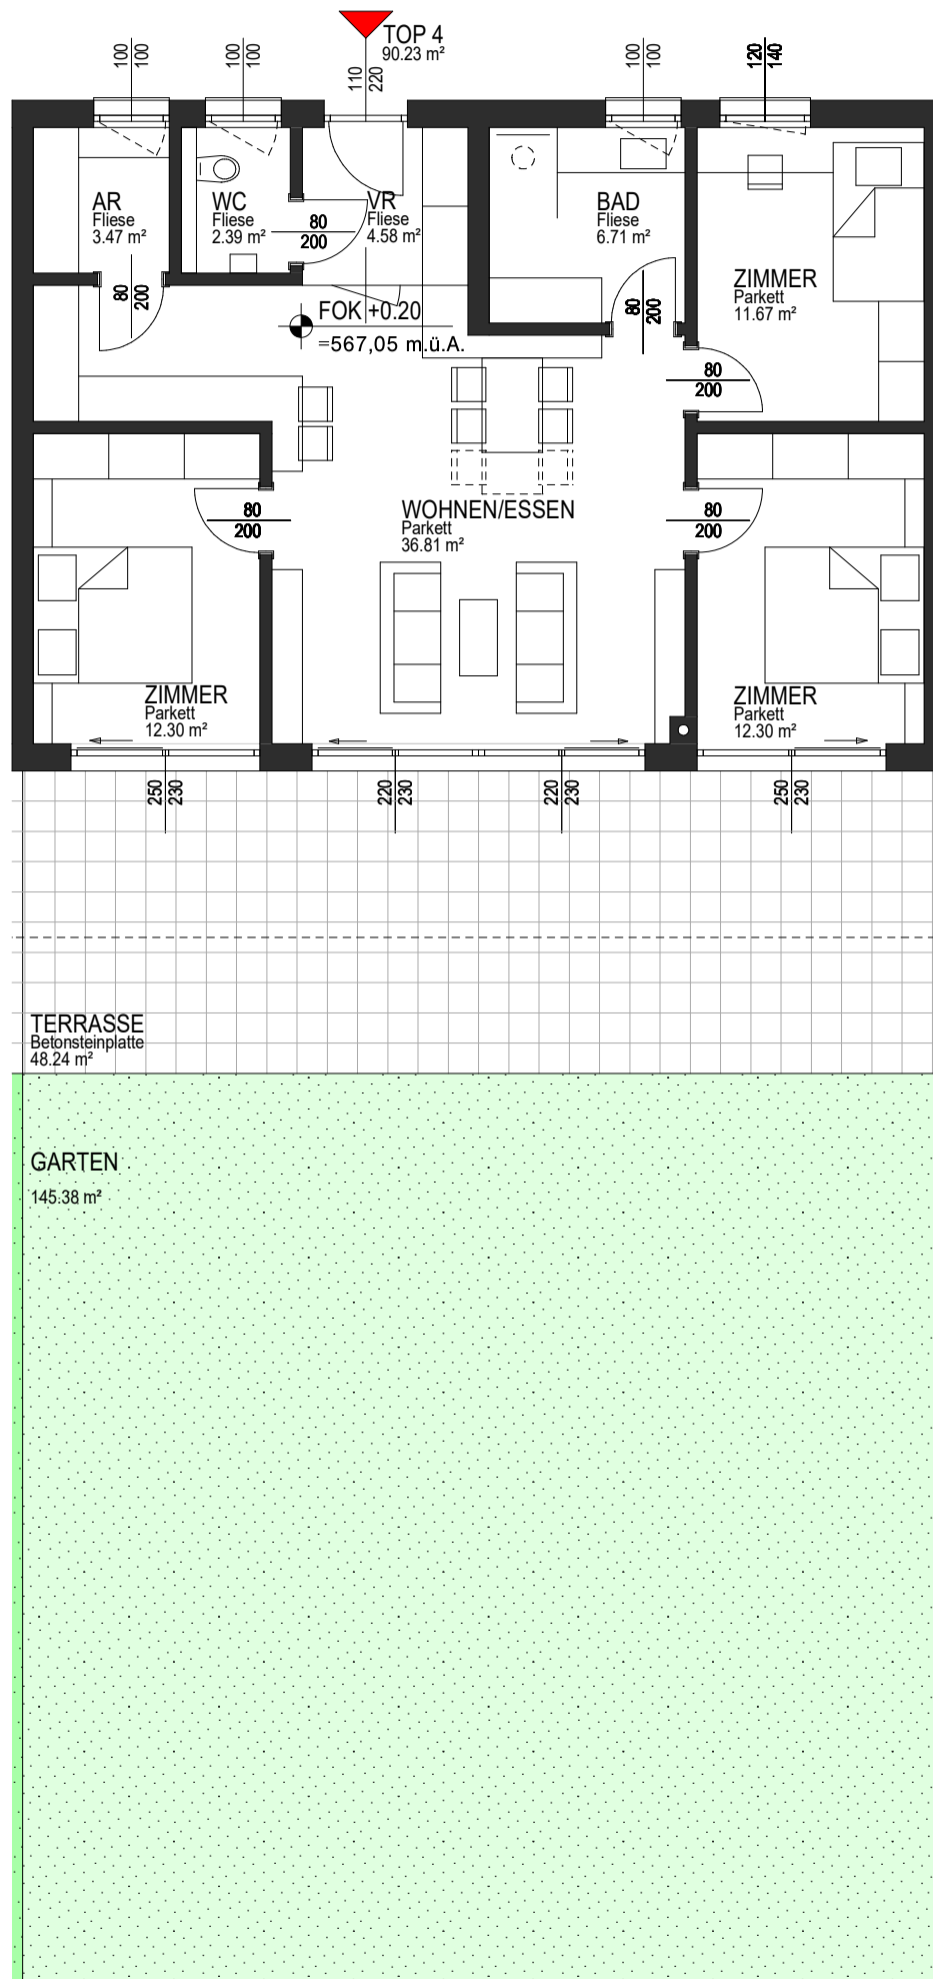 TOP 4
90.23 m²
100
100
100
100
110
220
100
100
120
140
AR
Fliese
3.47 m²
WC
Fliese
2.39 m²
80
200
VR
Fliese
4.58 m²
BAD
Fliese
6.71 m²
ZIMMER
Parkett
11.67 m²
80
200
80
200
FOK +0.20
=567,05 m.ü.A.
80
200
80
200
WOHNEN/ESSEN
Parkett
36.81 m²
80
200
ZIMMER
Parkett
12.30 m²
ZIMMER
Parkett
12.30 m²
250
230
220
230
220
230
250
230
TERRASSE
Betonsteinplatte
48.24 m²
GARTEN
145.38 m²